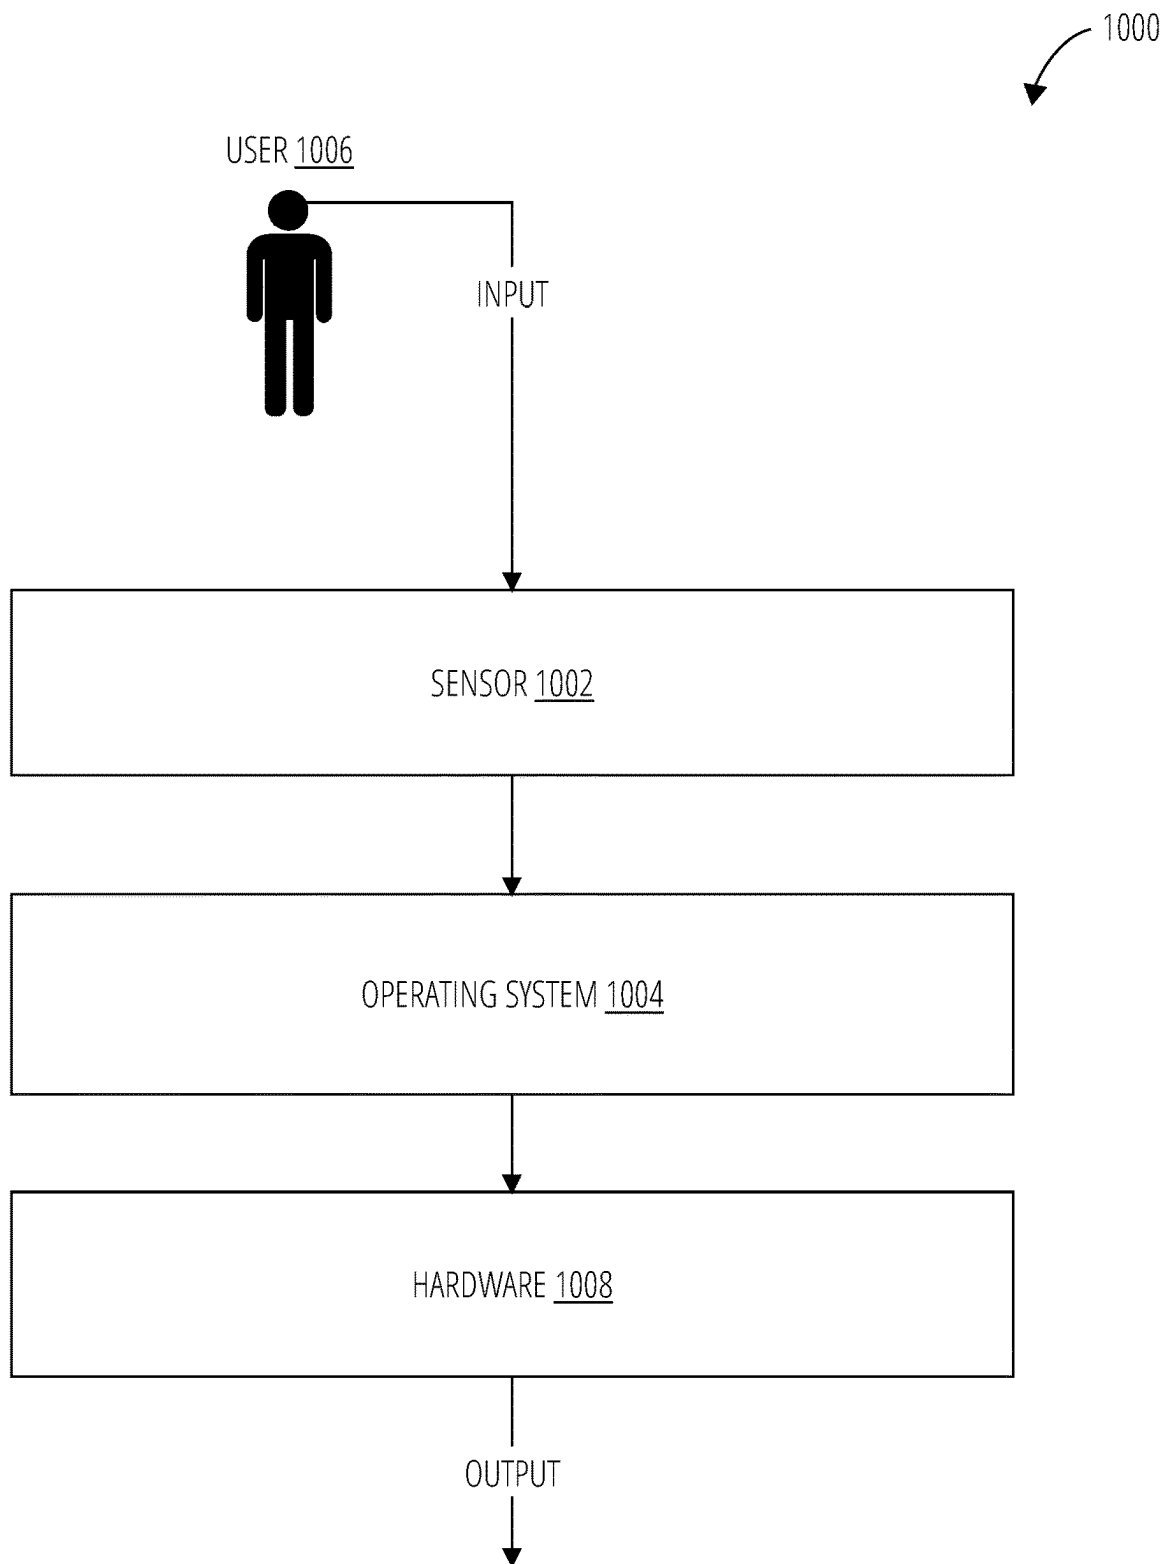 1000
USER 1006
INPUT
SENSOR 1002
OPERATING SYSTEM 1004
HARDWARE 1008
OUTPUT